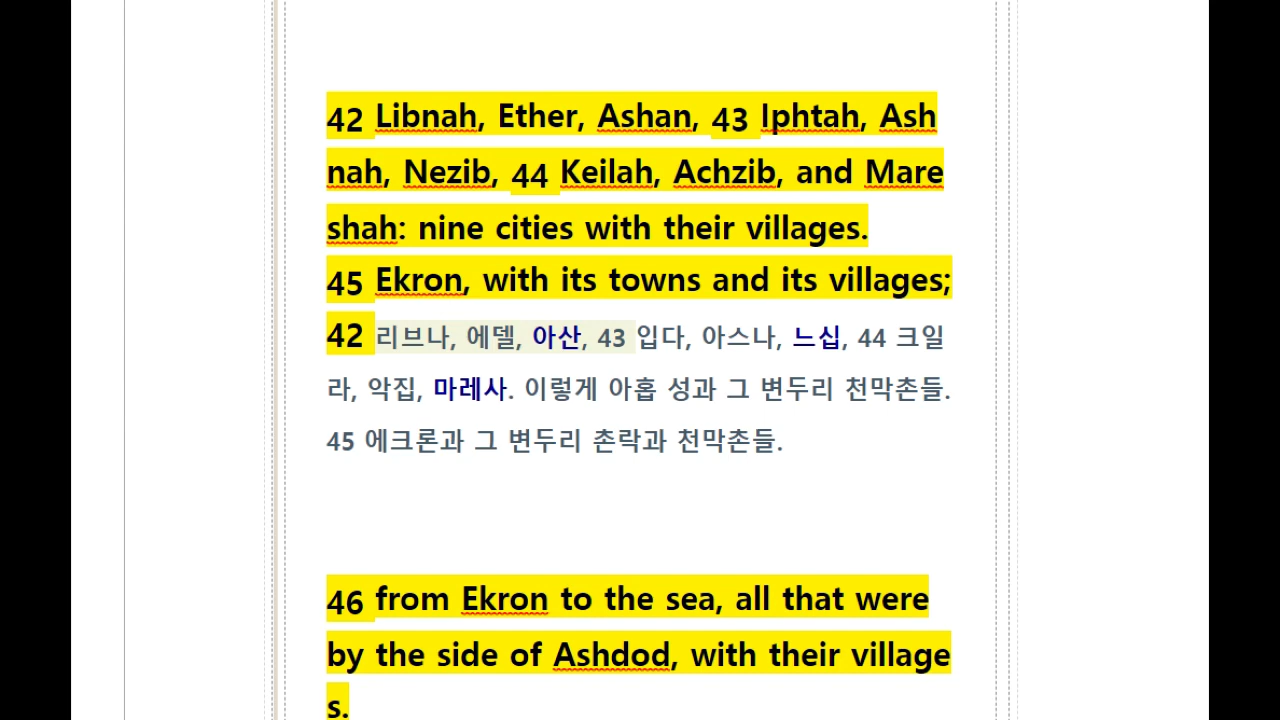 42 Libnah, Ether, Ashan, 43 Iphtah, Ash
nah, Nezib, 44 Keilah, Achzib, and Mare
shah: nine cities with their villages.
45 Ekron, with its towns and its villages;
42 리브나, 에델, 아산, 43 입다, 아스나, 느십, 44 크일
라, 악집, 마레사. 이렇게 아홉 성과 그 변두리 천막촌들.
45 에크론과 그 변두리 촌락과 천막촌들.
46 from Ekron to the sea, all that were
by the side of Ashdod, with their village
s.